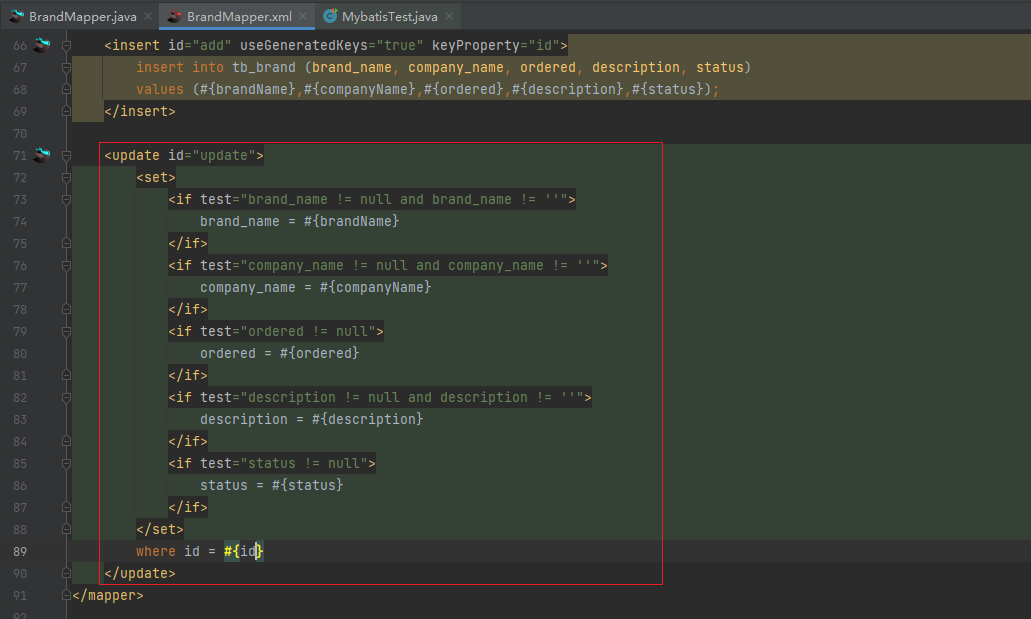 BrandMapper.java × BrandMapper.xml × MybatisTest.java ×
66 <insert id="add" useGeneratedKeys="true" keyProperty="id">
67 insert into tb_brand (brand_name, company_name, ordered, description, status)
68 values (#{brandName},#{companyName},#{ordered},#{description},#{status});
69 </insert>
70
71 <update id="update">
72 <set>
73 <if test="brand_name != null and brand_name != ''">
74 brand_name = #{brandName}
75 </if>
76 <if test="company_name != null and company_name != ''">
77 company_name = #{companyName}
78 </if>
79 <if test="ordered != null">
80 ordered = #{ordered}
81 </if>
82 <if test="description != null and description != ''">
83 description = #{description}
84 </if>
85 <if test="status != null">
86 status = #{status}
87 </if>
88 </set>
89 where id = #{id}
90 </update>
91 </mapper>
92